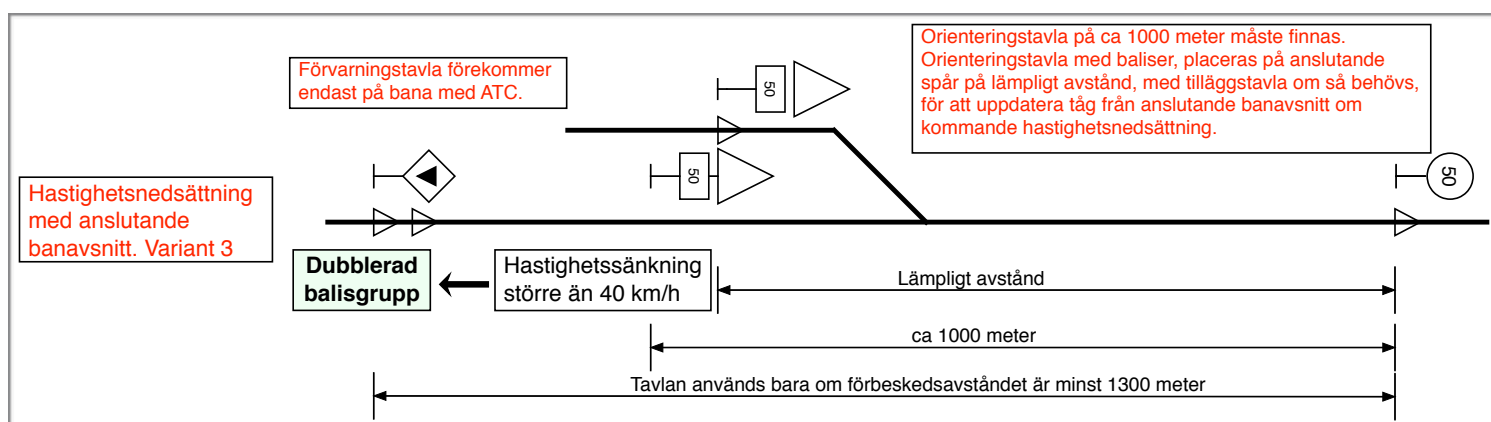 Förvarningstavla förekommer
endast på bana med ATC.
50
Orienteringstavla på ca 1000 meter måste finnas.
Orienteringstavla med baliser, placeras på anslutande
spår på lämpligt avstånd, med tilläggstavla om så behövs,
för att uppdatera tåg från anslutande banavsnitt om
kommande hastighetsnedsättning.
50
50
Hastighetsnedsättning
med anslutande
banavsnitt. Variant 3
Dubblerad
balisgrupp
Hastighetssänkning
större än 40 km/h
Lämpligt avstånd
ca 1000 meter
Tavlan används bara om förbeskedsavståndet är minst 1300 meter